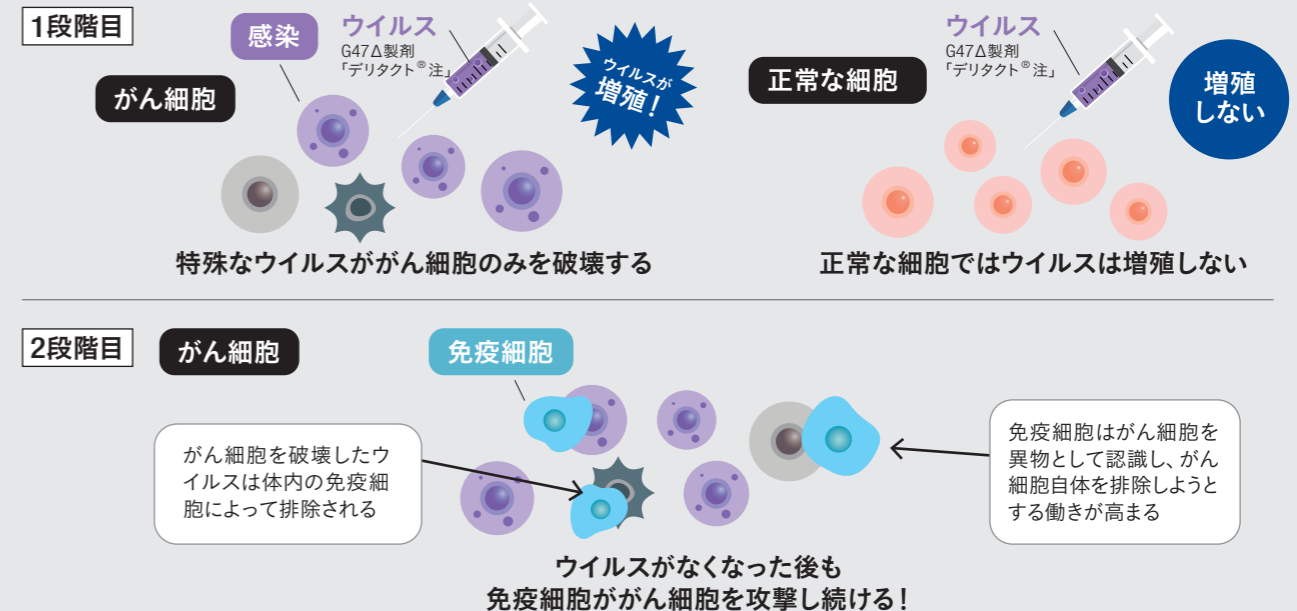 1段階目
感染
ウイルス
G47Δ製剤
「デリタクト®注」
がん細胞
ウイルスが
増殖！
特殊なウイルスががん細胞のみを破壊する
正常な細胞
ウイルス
G47Δ製剤
「デリタクト®注」
増殖
しない
正常な細胞ではウイルスは増殖しない
2段階目
がん細胞
免疫細胞
がん細胞を破壊したウ
イルスは体内の免疫細
胞によって排除される
免疫細胞はがん細胞を
異物として認識し、がん
細胞自体を排除しようと
する働きが高まる
ウイルスがなくなった後も
免疫細胞ががん細胞を攻撃し続ける！